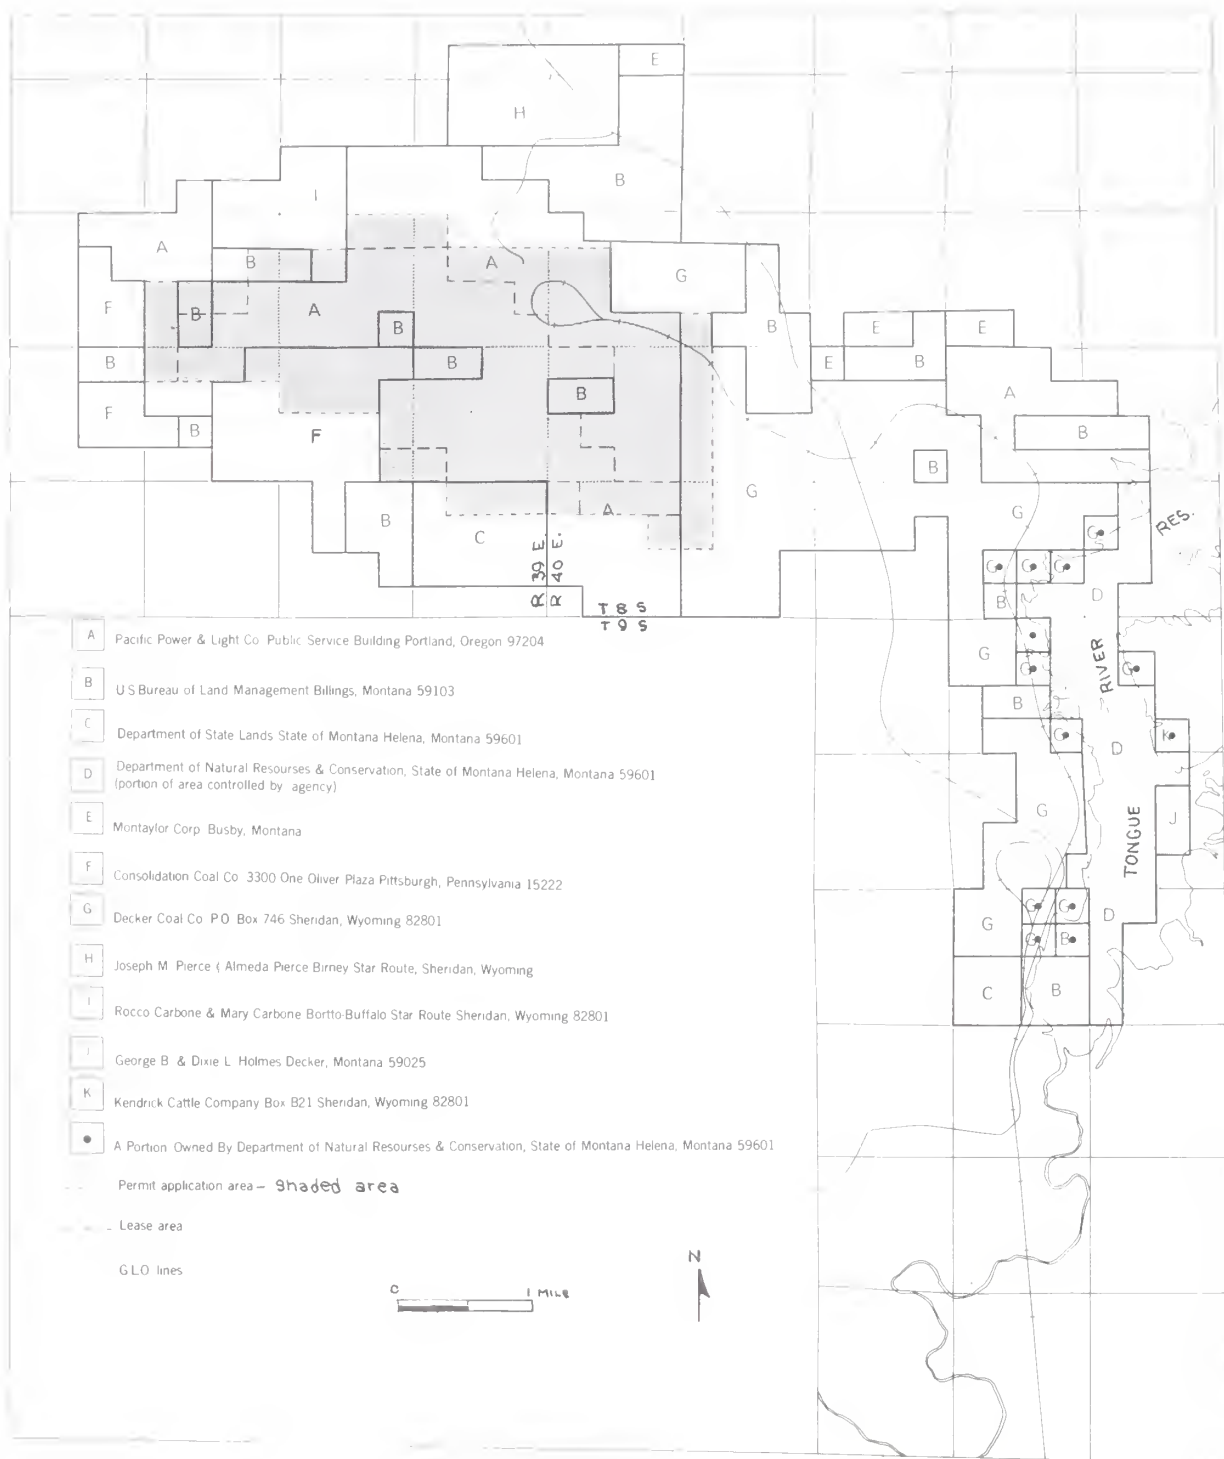 E
H
B
I
A
B
A
G
F
B
A
B
B
E
E
B
B
E
B
A
F
B
B
B
F
B
G
B
A
B
C
R 39 E.
R 40 E.
G
G
RES.
G
G
G
B
D
T 8 S
T 9 S
G
G
G
RIVER
B
G
D
K
G
J
TONGUE
G
G
G
D
G
B
C
B
A Pacific Power & Light Co Public Service Building Portland, Oregon 97204
B U S Bureau of Land Management Billings, Montana 59103
C Department of State Lands State of Montana Helena, Montana 59601
D Department of Natural Resourses & Conservation, State of Montana Helena, Montana 59601
(portion of area controlled by agency)
E Montaylor Corp Busby, Montana
F Consolidation Coal Co 3300 One Oliver Plaza Pittsburgh, Pennsylvania 15222
G Decker Coal Co P O Box 746 Sheridan, Wyoming 82801
H Joseph M Pierce & Almeda Pierce Birney Star Route, Sheridan, Wyoming
I Rocco Carbone & Mary Carbone Bortto-Buffalo Star Route Sheridan, Wyoming 82801
J George B & Dixie L Holmes Decker, Montana 59025
K Kendrick Cattle Company Box B21 Sheridan, Wyoming 82801
A Portion Owned By Department of Natural Resourses & Conservation, State of Montana Helena, Montana 59601
Permit application area - shaded area
Lease area
G L O lines
0 1 MILE
N